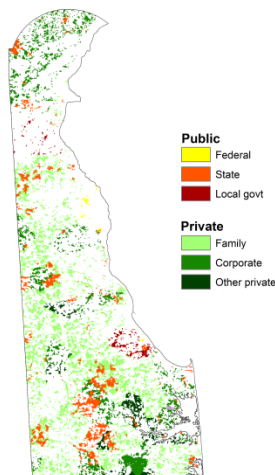 Public
Federal
State
Local govt
Private
Family
Corporate
Other private